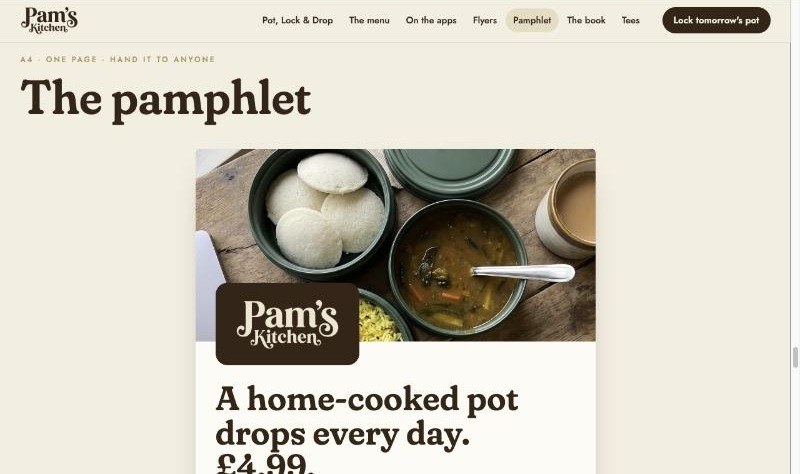 Pam's
Kitchen
Pot, Lock & Drop The menu On the apps Flyers Pamphlet The book Tees Lock tomorrow's pot
A4 · ONE PAGE · HAND IT TO ANYONE
The pamphlet
Pam's
Kitchen
A home-cooked pot
drops every day.
£4.99.